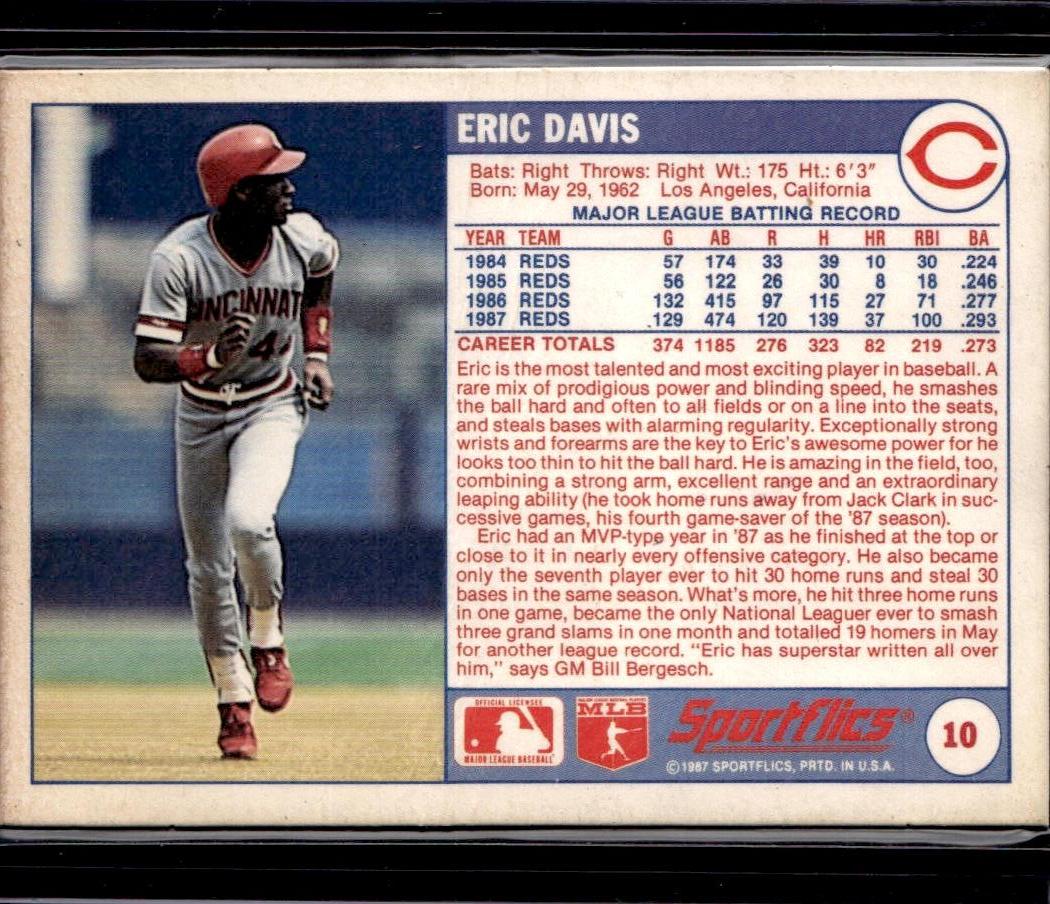 ERIC DAVIS
Bats: Right Throws: Right Wt.: 175 Ht.: 6'3"
Born: May 29, 1962 Los Angeles, California
MAJOR LEAGUE BATTING RECORD
YEAR TEAM G AB R H HR RBI BA
1984 REDS 57 174 33 39 10 30 .224
1985 REDS 56 122 26 30 8 18 .246
1986 REDS 132 415 97 115 27 71 .277
1987 REDS 129 474 120 139 37 100 .293
CAREER TOTALS 374 1185 276 323 82 219 .273
Eric is the most talented and most exciting player in baseball. A
rare mix of prodigious power and blinding speed, he smashes
the ball hard and often to all fields or on a line into the seats,
and steals bases with alarming regularity. Exceptionally strong
wrists and forearms are the key to Eric's awesome power for he
looks too thin to hit the ball hard. He is amazing in the field, too,
combining a strong arm, excellent range and an extraordinary
leaping ability (he took home runs away from Jack Clark in suc-
cessive games, his fourth game-saver of the '87 season).
Eric had an MVP-type year in '87 as he finished at the top or
close to it in nearly every offensive category. He also became
only the seventh player ever to hit 30 home runs and steal 30
bases in the same season. What's more, he hit three home runs
in one game, became the only National Leaguer ever to smash
three grand slams in one month and totalled 19 homers in May
for another league record. "Eric has superstar written all over
him," says GM Bill Bergesch.
INCINNAT
4
OFFICIAL LICENSEE
MAJOR LEAGUE BASEBALL
MAJOR LEAGUE BASEBALL PLAYERS
MLB
Sportflics®
©1987 SPORTFLICS, PRTD. IN U.S.A.
10